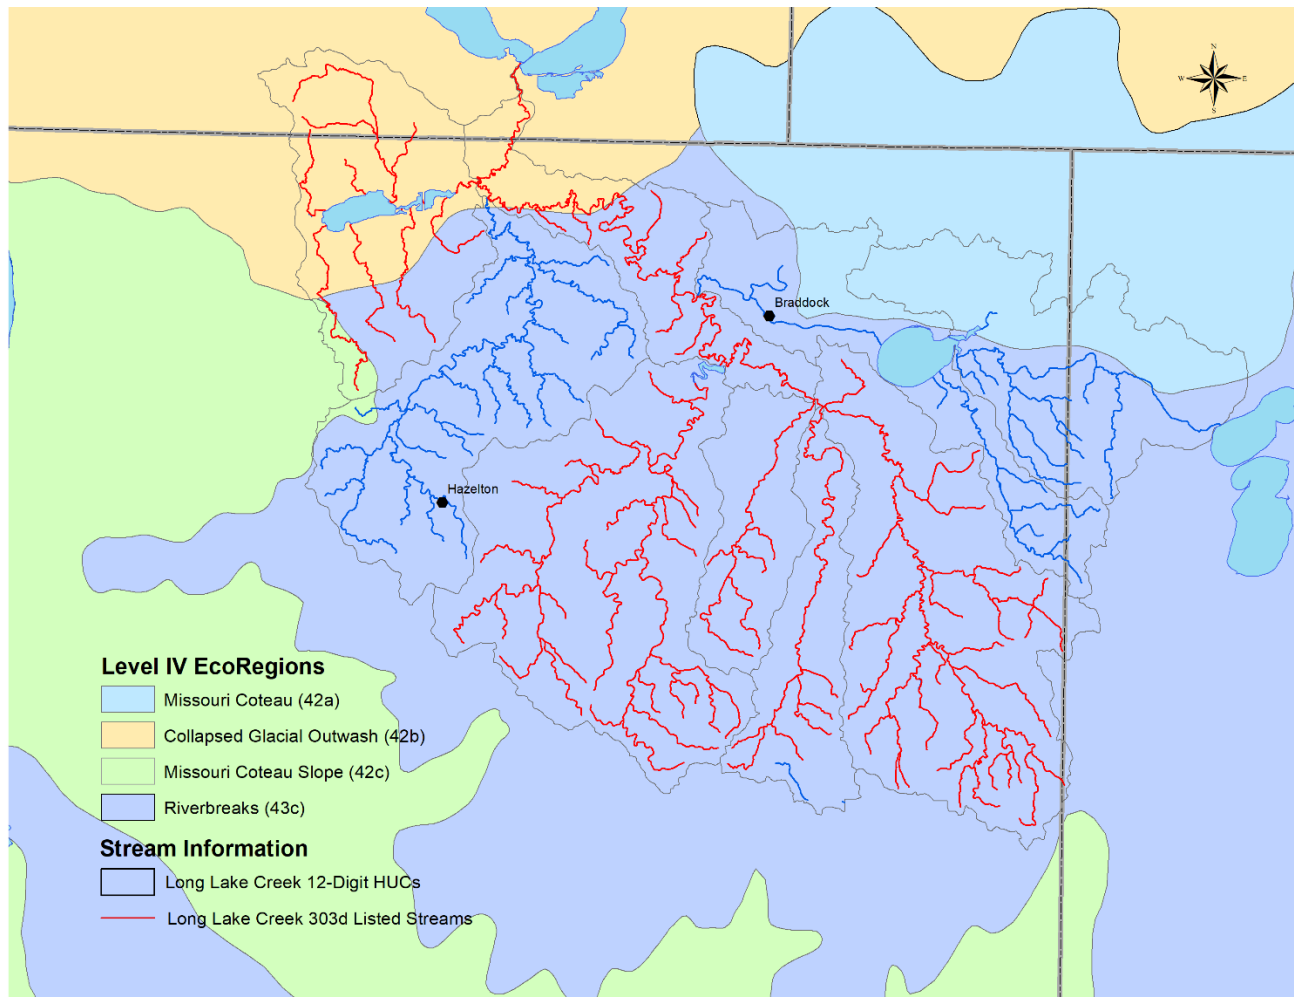 N
W
E
S
Braddock
Hazelton
Level IV EcoRegions
Missouri Coteau (42a)
Collapsed Glacial Outwash (42b)
Missouri Coteau Slope (42c)
Riverbreaks (43c)
Stream Information
Long Lake Creek 12-Digit HUCs
Long Lake Creek 303d Listed Streams